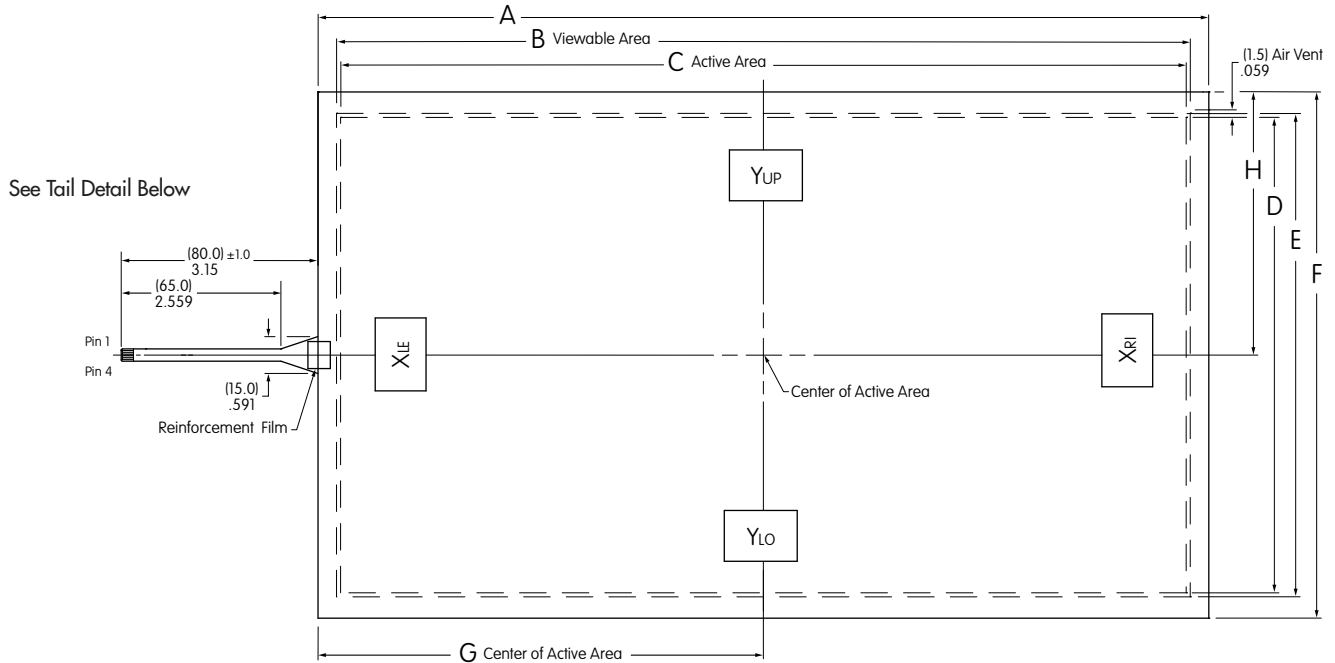 A
B Viewable Area
C Active Area
(1.5) Air Vent
.059
YUP
H
D
E
F
See Tail Detail Below
(80.0) ±1.0
3.15
(65.0)
2.559
Pin 1
Pin 4
XLE
XRI
(15.0)
.591
Center of Active Area
Reinforcement Film
YLO
G Center of Active Area